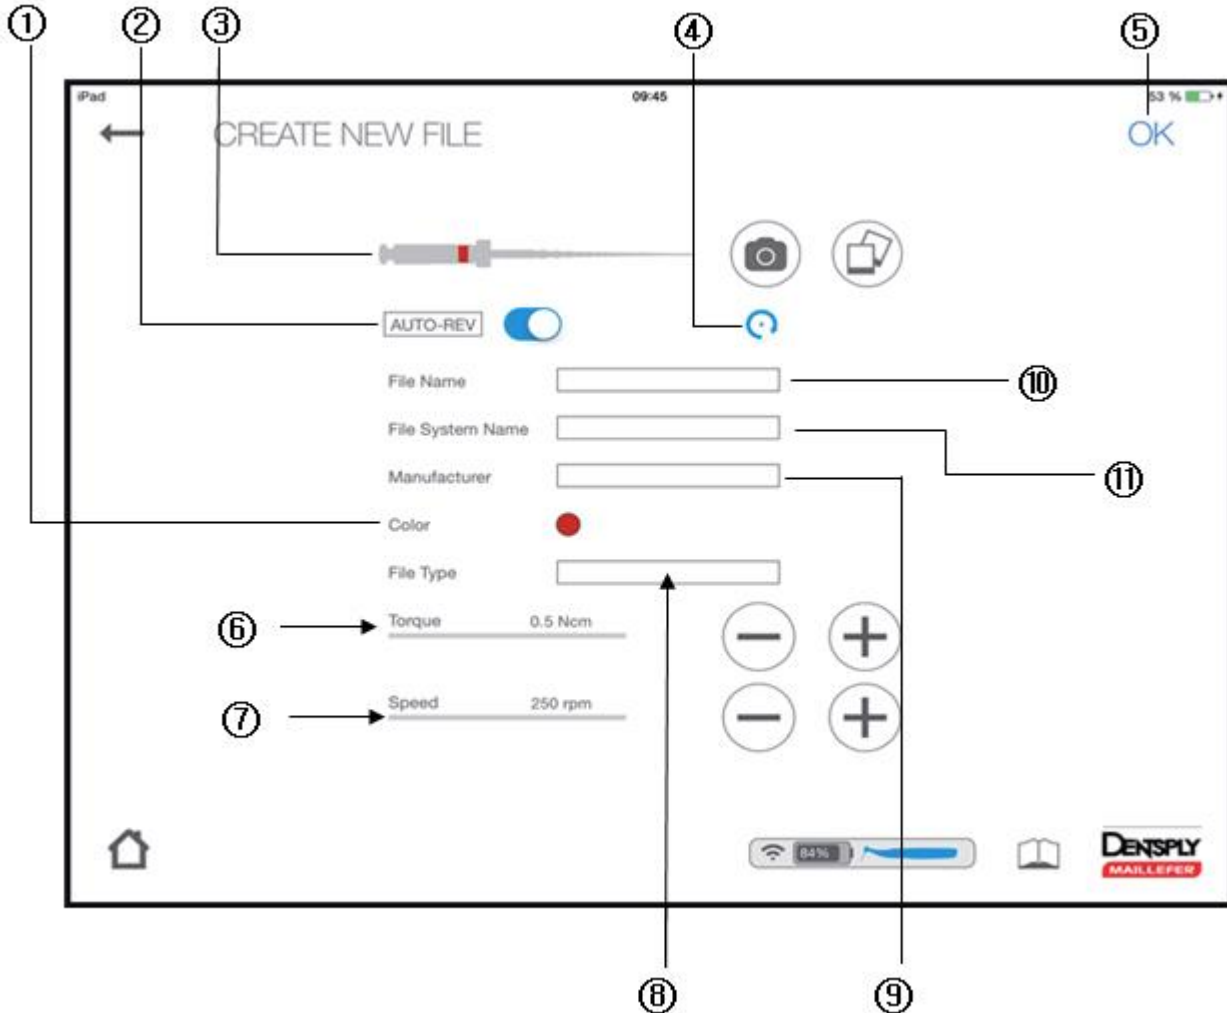 ① ② ③ ④ ⑤
iPad 09:45 53 %
CREATE NEW FILE OK
AUTO-REV
File Name ⑩
File System Name
Manufacturer ⑪
Color
File Type
⑥ Torque 0.5 Ncm
⑦ Speed 250 rpm
84%
DENTSPLY
MAILLEFER
⑧ ⑨